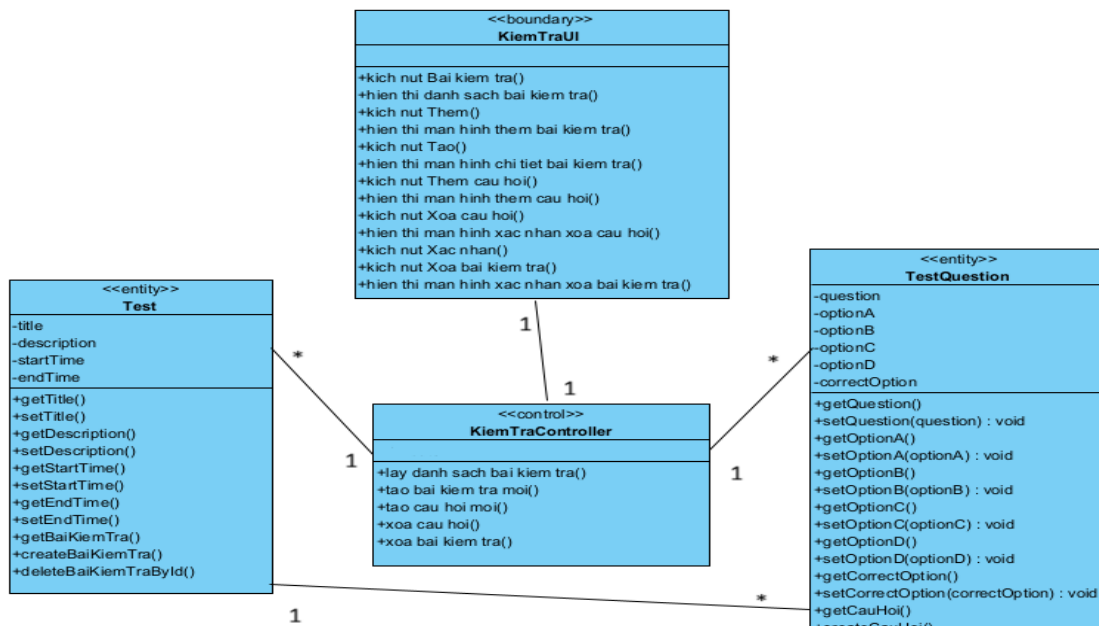 <<boundary>>
KiemTraUI
+kich nut Bai kiem tra()
+hien thi danh sach bai kiem tra()
+kich nut Them()
+hien thi man hinh them bai kiem tra()
+kich nut Tao()
+hien thi man hinh chi tiet bai kiem tra()
+kich nut Them cau hoi()
+hien thi man hinh them cau hoi()
+kich nut Xoa cau hoi()
+hien thi man hinh xac nhan xoa cau hoi()
+kich nut Xac nhan()
+kich nut Xoa bai kiem tra()
+hien thi man hinh xac nhan xoa bai kiem tra()
<<entity>>
Test
-title
-description
-startTime
-endTime
+getTitle()
+setTitle()
+getDescription()
+setDescription()
+getStartTime()
+setStartTime()
+getEndTime()
+setEndTime()
+getBaiKiemTra()
+createBaiKiemTra()
+deleteBaiKiemTraById()
1
1
*
1
<<control>>
KiemTraController
+lay danh sach bai kiem tra()
+tao bai kiem tra moi()
+tao cau hoi moi()
+xoa cau hoi()
+xoa bai kiem tra()
*
1
1
*
<<entity>>
TestQuestion
-question
-optionA
-optionB
-optionC
-optionD
-correctOption
+getQuestion()
+setQuestion(question) : void
+getOptionA()
+setOptionA(optionA) : void
+getOptionB()
+setOptionB(optionB) : void
+getOptionC()
+setOptionC(optionC) : void
+getOptionD()
+setOptionD(optionD) : void
+getCorrectOption()
+setCorrectOption(correctOption) : void
+getCauHoi()
+createCauHoi()